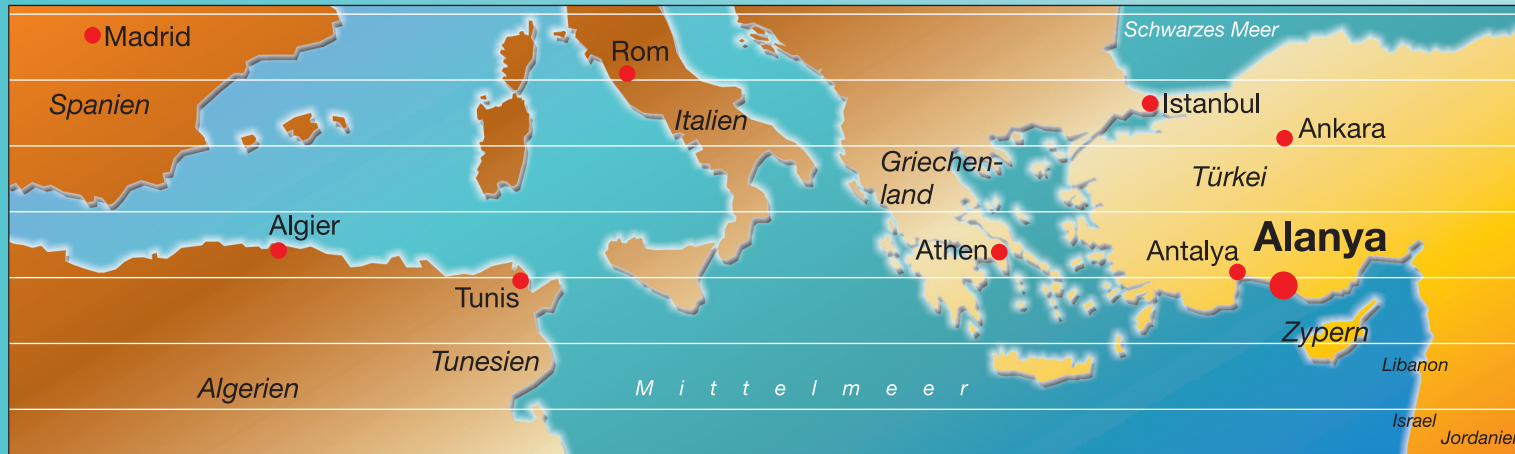 Schwarzes Meer
Madrid
Rom
Spanien
Istanbul
Italien
Ankara
Griechen-
land
Türkei
Algier
Athen
Antalya
Alanya
Tunis
Zypern
Tunesien
Libanon
Algerien
Mittelmeer
Israel
Jordanien